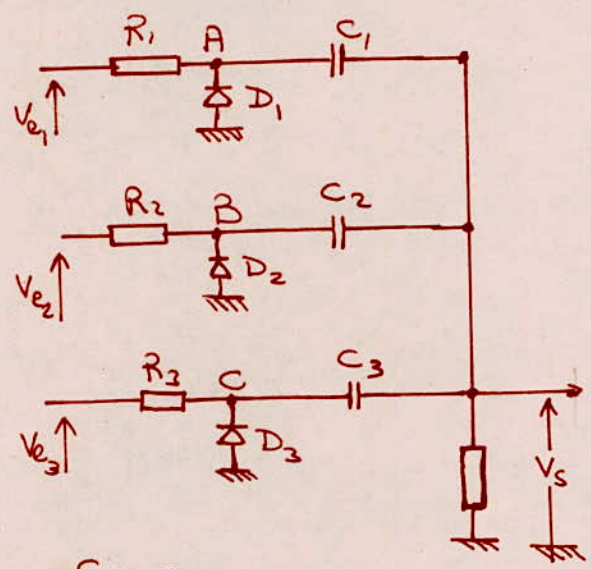 R₁ A C₁
Ve₁ D₁
R₂ B C₂
Ve₂ D₂
R₃ C C₃
Ve₃ D₃ Vs